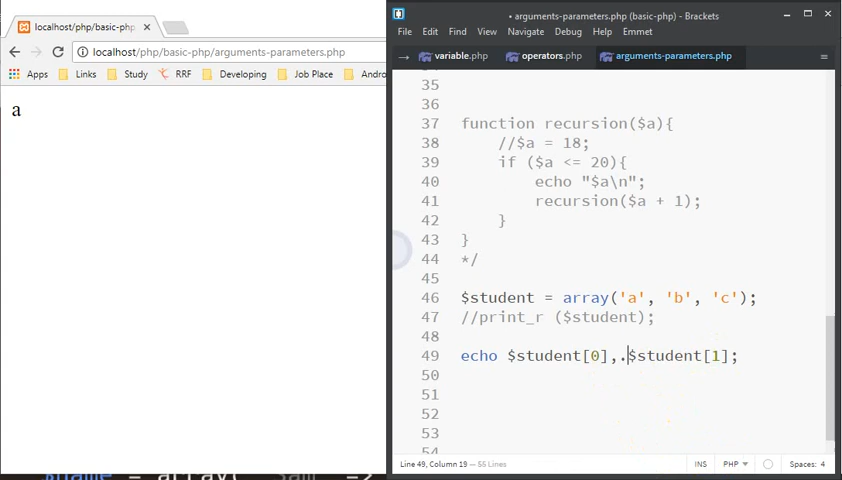 localhost/php/basic-php/ ×
localhost/php/basic-php/arguments-parameters.php
Apps Links Study RRF Developing Job Place Andro
a
• arguments-parameters.php (basic-php) - Brackets
File Edit Find View Navigate Debug Help Emmet
variable.php operators.php arguments-parameters.php
35
36
37 function recursion($a){
38 //$a = 18;
39 if ($a <= 20){
40 echo "$a\n";
41 recursion($a + 1);
42 }
43 }
44 */
45
46 $student = array('a', 'b', 'c');
47 //print_r ($student);
48
49 echo $student[0],.$student[1];
50
51
52
53
54
Line 49, Column 19 — 55 Lines INS PHP Spaces: 4